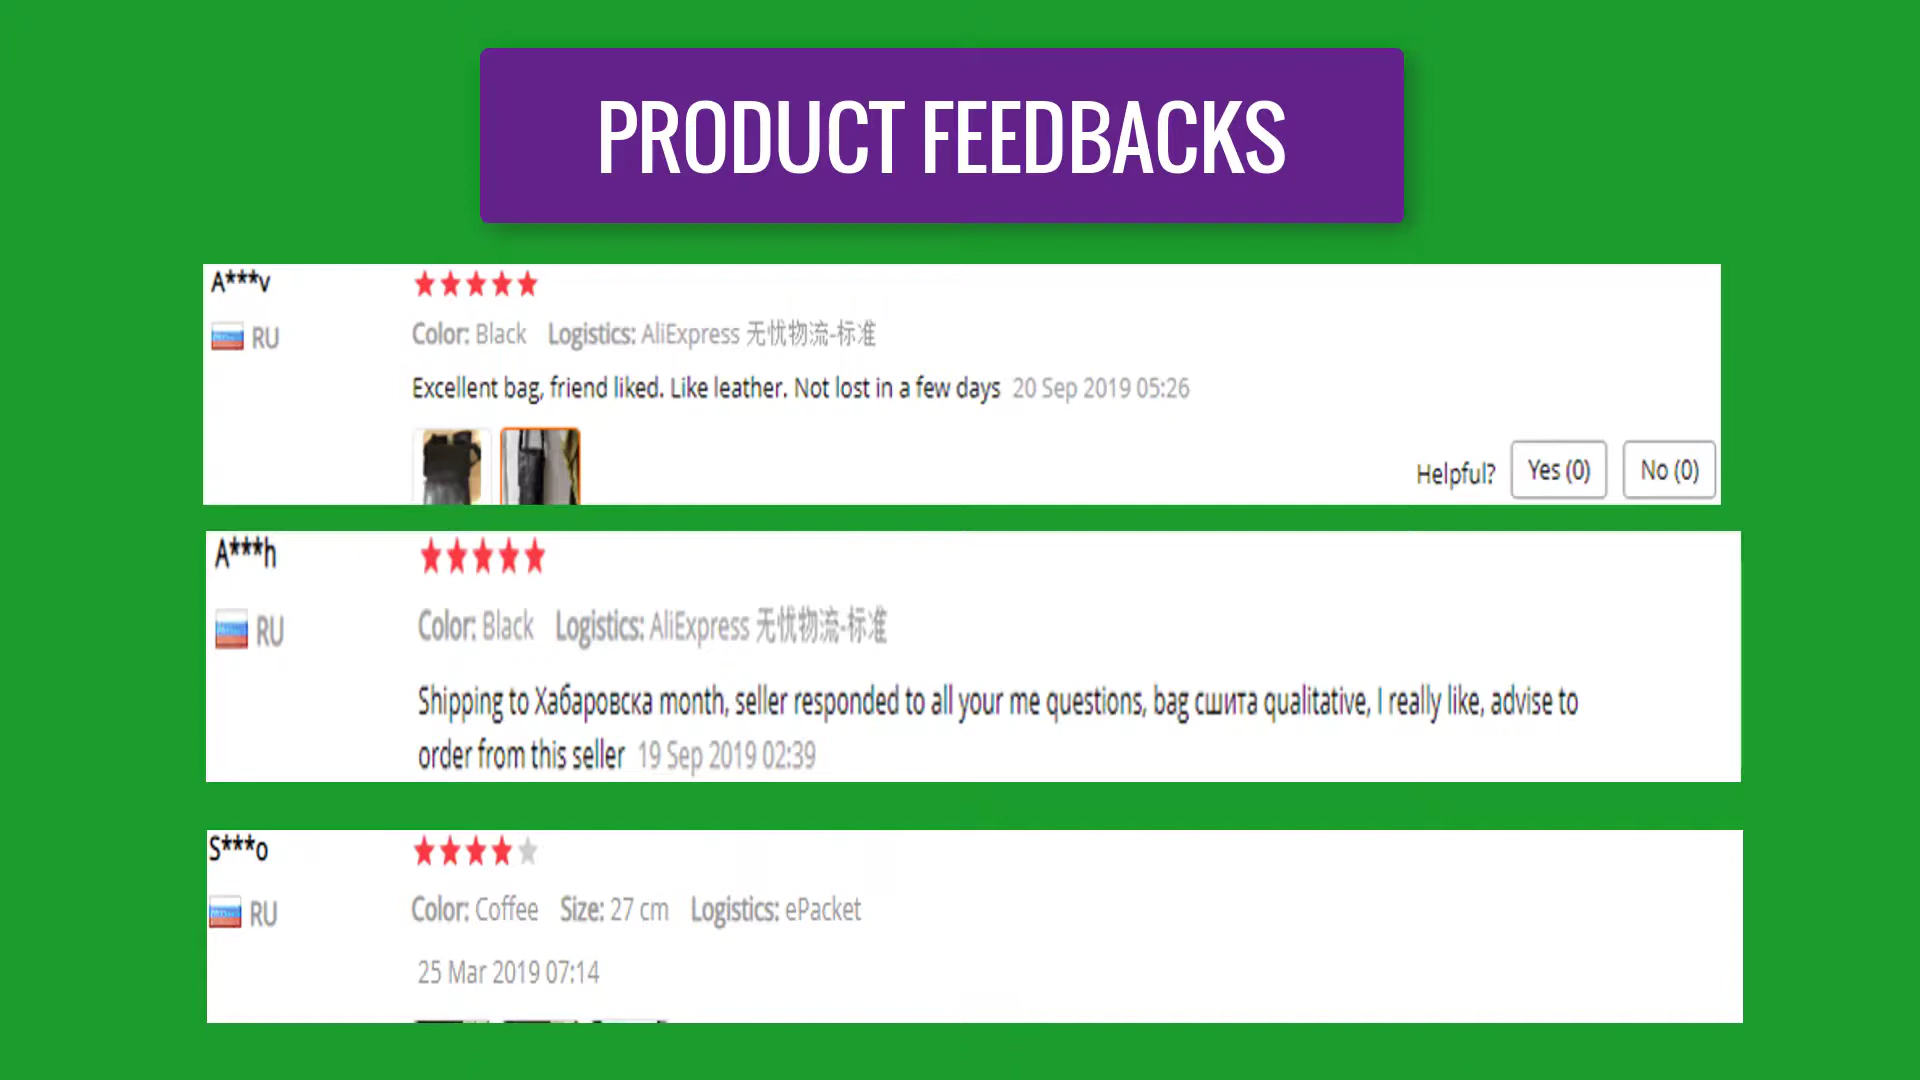 PRODUCT FEEDBACKS
A***v
RU
Color: Black Logistics: AliExpress 无忧物流-标准
Excellent bag, friend liked. Like leather. Not lost in a few days 20 Sep 2019 05:26
Helpful? Yes (0) No (0)
A***h
RU
Color: Black Logistics: AliExpress 无忧物流-标准
Shipping to Хабаровска month, seller responded to all your me questions, bag сшита qualitative, I really like, advise to
order from this seller 19 Sep 2019 02:39
S***o
RU
Color: Coffee Size: 27 cm Logistics: ePacket
25 Mar 2019 07:14